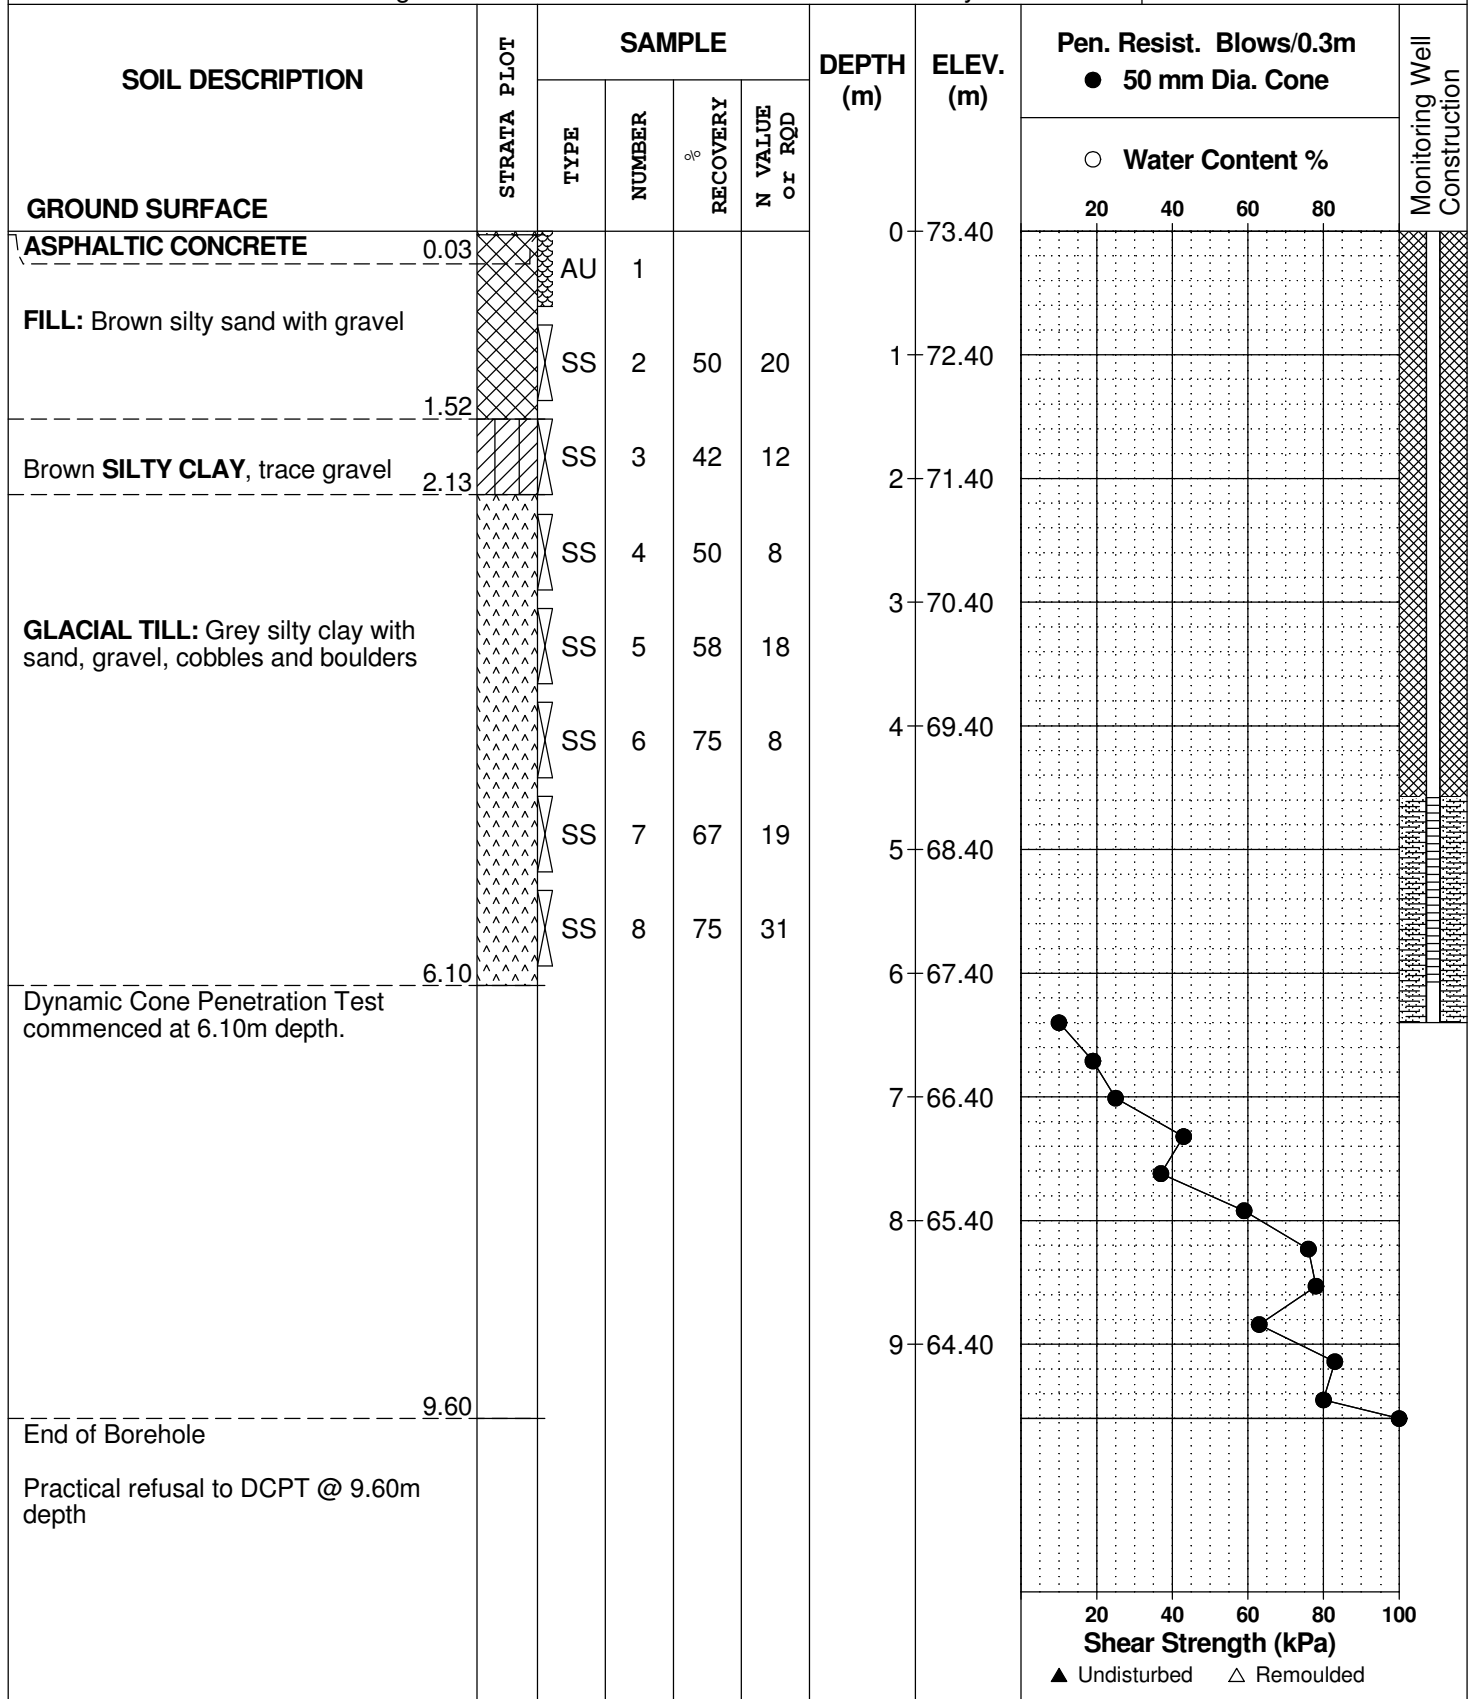 SOIL DESCRIPTION
GROUND SURFACE
STRATA PLOT
SAMPLE
TYPE
NUMBER
% RECOVERY
N VALUE or RQD
DEPTH (m)
ELEV. (m)
Pen. Resist. Blows/0.3m
● 50 mm Dia. Cone
○ Water Content %
20 40 60 80
Monitoring Well Construction
ASPHALTIC CONCRETE 0.03
FILL: Brown silty sand with gravel
1.52
Brown SILTY CLAY, trace gravel
2.13
GLACIAL TILL: Grey silty clay with
sand, gravel, cobbles and boulders
6.10
Dynamic Cone Penetration Test
commenced at 6.10m depth.
9.60
End of Borehole
Practical refusal to DCPT @ 9.60m
depth
AU 1
SS 2 50 20
SS 3 42 12
SS 4 50 8
SS 5 58 18
SS 6 75 8
SS 7 67 19
SS 8 75 31
0 73.40
1 72.40
2 71.40
3 70.40
4 69.40
5 68.40
6 67.40
7 66.40
8 65.40
9 64.40
20 40 60 80 100
Shear Strength (kPa)
▲ Undisturbed △ Remoulded